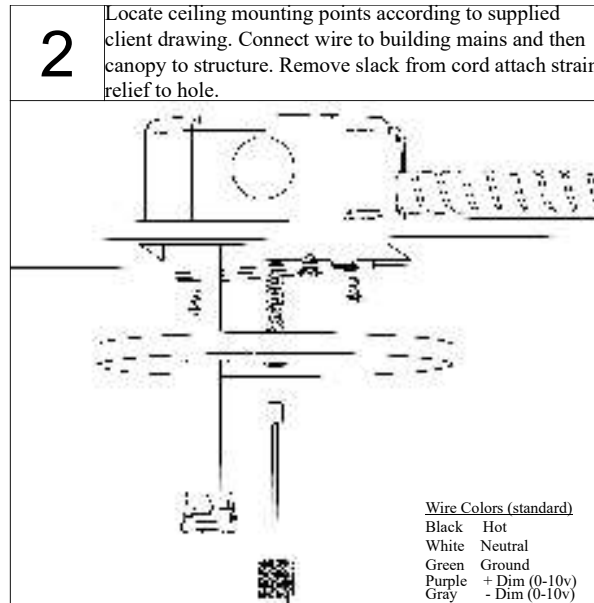 2
Locate ceiling mounting points according to supplied
client drawing. Connect wire to building mains and then
canopy to structure. Remove slack from cord attach strain
relief to hole.
Wire Colors (standard)
Black Hot
White Neutral
Green Ground
Purple + Dim (0-10v)
Gray - Dim (0-10v)